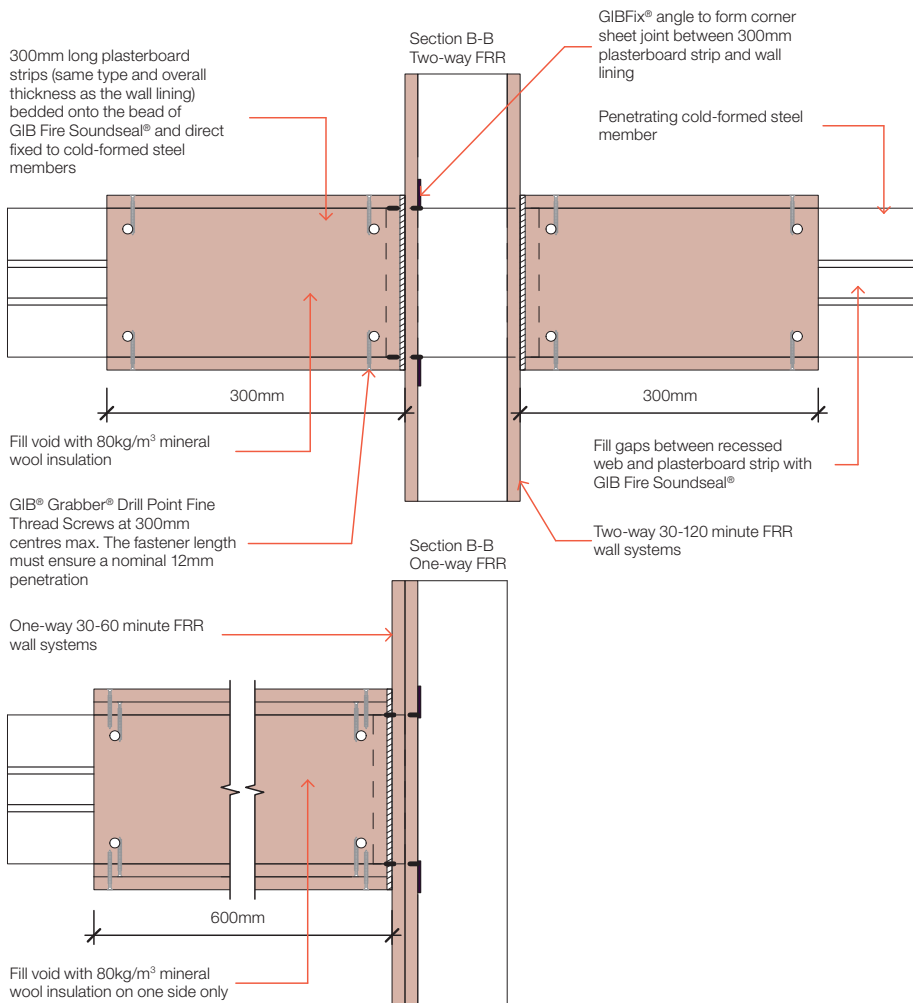 300mm long plasterboard
strips (same type and overall
thickness as the wall lining)
bedded onto the bead of
GIB Fire Soundseal® and direct
fixed to cold-formed steel
members
Section B-B
Two-way FRR
GIBFix® angle to form corner
sheet joint between 300mm
plasterboard strip and wall
lining
Penetrating cold-formed steel
member
300mm
300mm
Fill void with 80kg/m³ mineral
wool insulation
Fill gaps between recessed
web and plasterboard strip with
GIB Fire Soundseal®
GIB® Grabber® Drill Point Fine
Thread Screws at 300mm
centres max. The fastener length
must ensure a nominal 12mm
penetration
Two-way 30-120 minute FRR
wall systems
Section B-B
One-way FRR
One-way 30-60 minute FRR
wall systems
600mm
Fill void with 80kg/m³ mineral
wool insulation on one side only